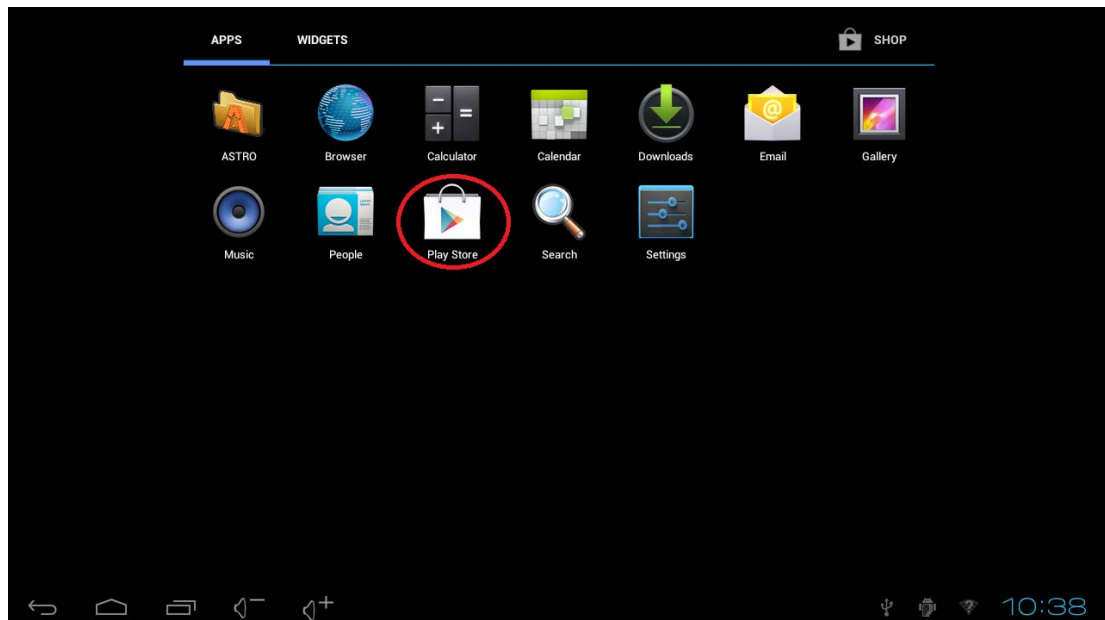 APPS WIDGETS SHOP
ASTRO Browser Calculator Calendar Downloads Email Gallery
Music People Play Store Search Settings
10:38